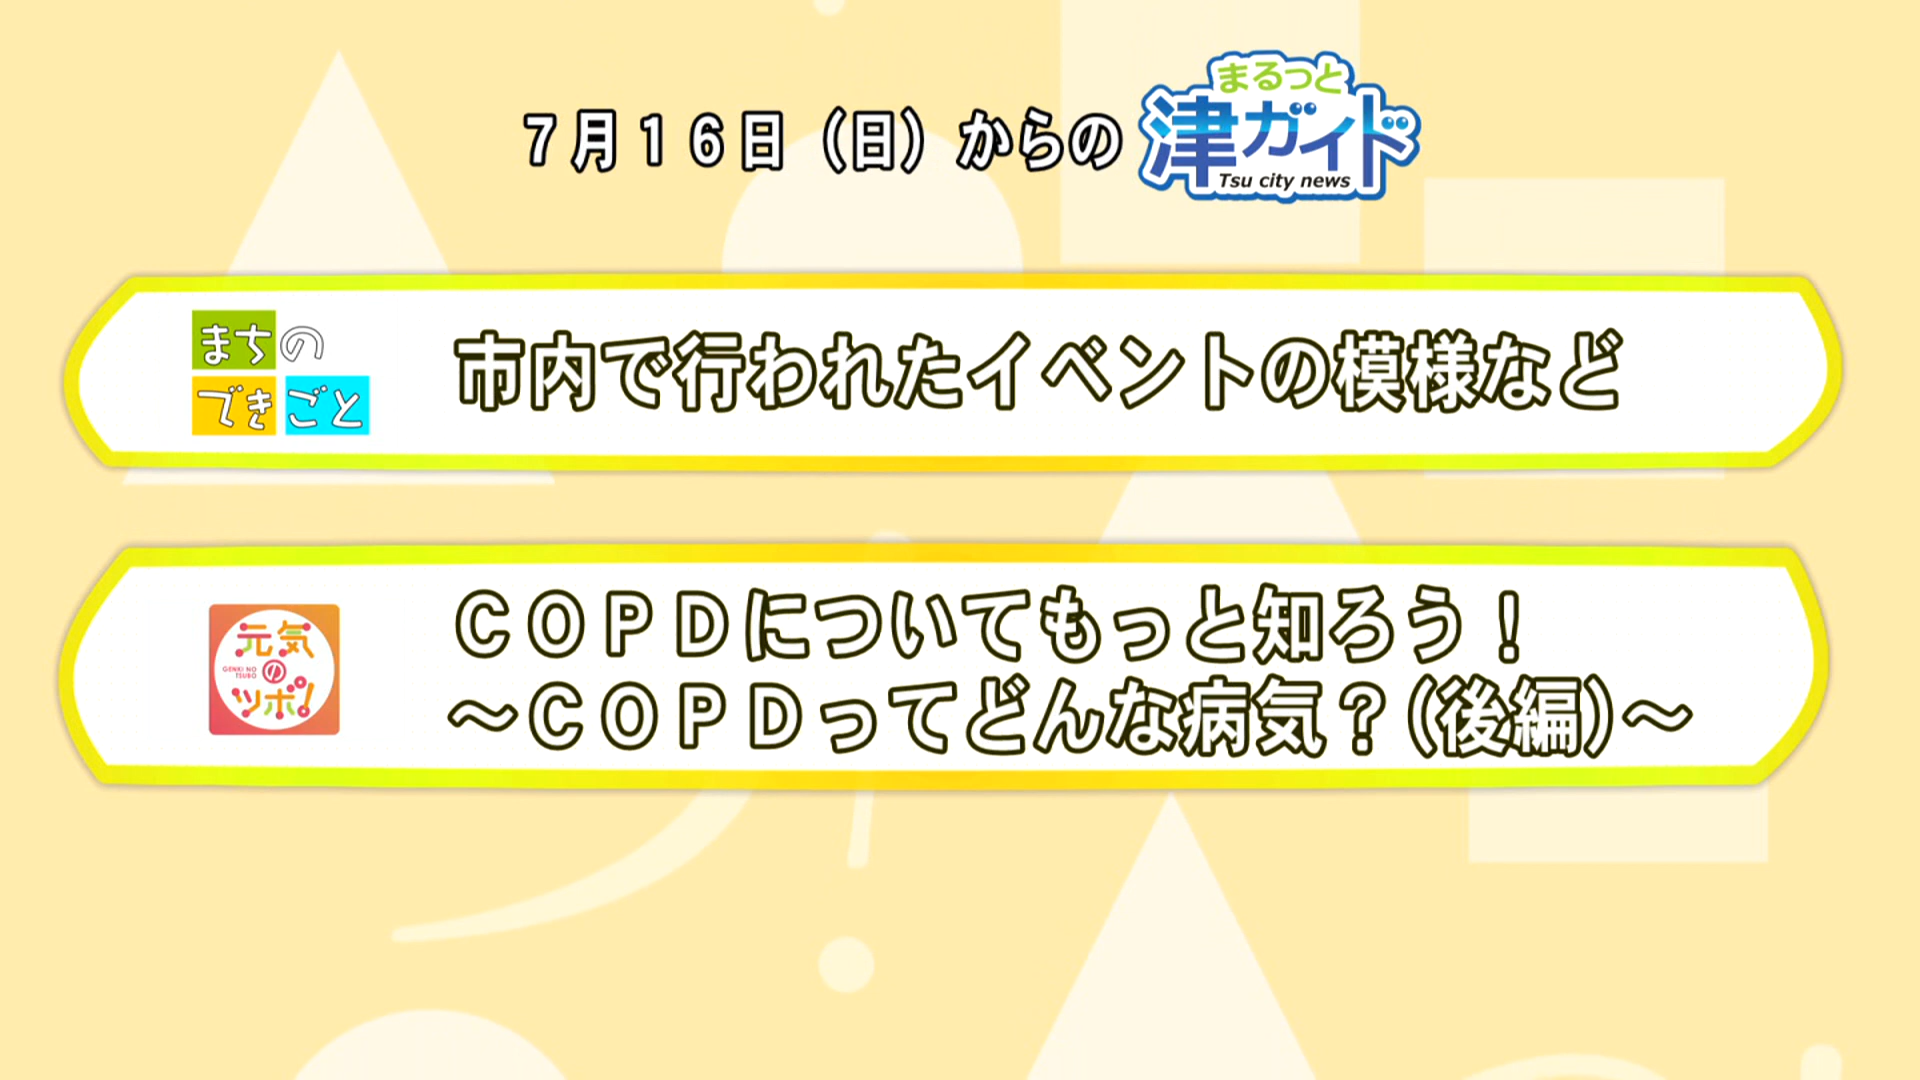 ７月１６日（日）からの
まるっと
津ガイド
Tsu city news
まちの
できごと
市内で行われたイベントの模様など
元気
GENKI NO
TSUBO
の
ツボ！
ＣＯＰＤについてもっと知ろう！
～ＣＯＰＤってどんな病気？（後編）～